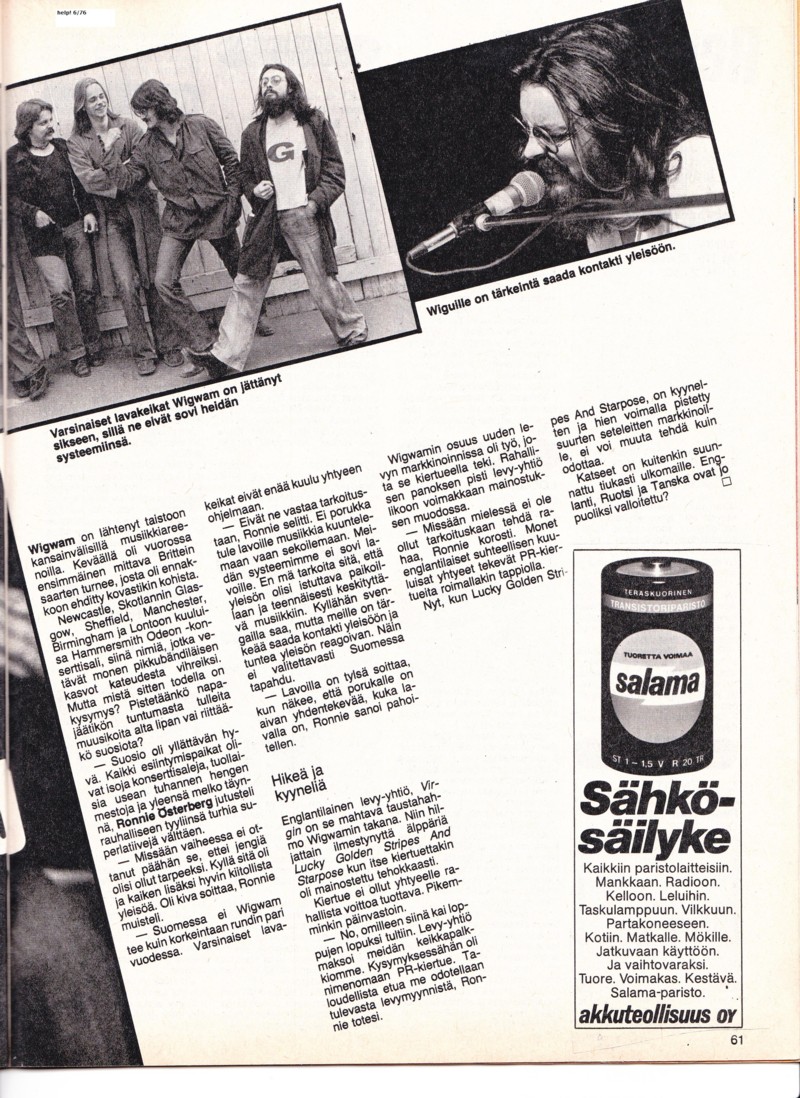 help! 6/76
Wiguille on tärkeintä saada kontakti yleisöön.
Varsinaiset lavakeikat Wigwam on jättänyt
sikseen, sillä ne eivät sovi heidän
systeemiinsä.
Wigwam on lähtenyt taistoon
kansainvälisillä musiikkiaree-
noilla. Keväällä oli vuorossa
ensimmäinen mittava Brittein
saarten turnee, josta oli ennak-
koon ehditty kovastikin kohista.
Newcastle, Skotlannin Glas-
gow, Sheffield, Manchester,
Birmingham ja Lontoon kuului-
sa Hammersmith Odeon -kon-
serttisali, siinä nimiä, jotka ve-
tävät monen pikkubändiläisen
kasvot kateudesta vihreiksi.
Mutta mistä sitten todella on
kysymys? Pistetäänkö napa-
jäätikön tuntumasta tulleita
muusikoita alta lipan vai riittää-
kö suosiota?
— Suosio oli yllättävän hy-
vä. Kaikki esiintymispaikat oli-
vat isoja konserttisaleja, tuollai-
sia usean tuhannen hengen
mestoja ja yleensä melko täyn-
nä, Ronnie Österberg jutusteli
rauhalliseen tyyliinsä turhia su-
perlatiivejä välttäen.
— Missään vaiheessa ei ot-
tanut päähän se, ettei jengiä
olisi ollut tarpeeksi. Kyllä sitä oli
ja kaiken lisäksi hyvin kiitollista
yleisöä. Oli kiva soittaa, Ronnie
muisteli.
— Suomessa ei Wigwam
tee kuin korkeintaan rundin pari
vuodessa. Varsinaiset lava-
keikat eivät enää kuulu yhtyeen
ohjelmaan.
— Eivät ne vastaa tarkoitus-
taan, Ronnie selitti. Ei porukka
tule lavoille musiikkia kuuntele-
maan vaan sekoilemaan. Mei-
dän systeemimme ei sovi la-
voille. En mä tarkoita sitä, että
yleisön olisi istuttava paikoil-
laan ja teennäisesti keskityttä-
vä musiikkiin. Kyllähän sven-
gailla saa, mutta meille on tär-
keää saada kontakti yleisöön ja
tuntea yleisön reagoivan. Näin
ei valitettavasti Suomessa
tapahdu.
— Lavoilla on tylsä soittaa,
kun näkee, että porukalle on
aivan yhdentekevää, kuka la-
valla on, Ronnie sanoi pahoi-
tellen.
Hikeä ja
kyyneliä
Englantilainen levy-yhtiö, Vir-
gin on se mahtava taustahah-
mo Wigwamin takana. Niin hil-
jattain ilmestynyttä älppäriä
Lucky Golden Stripes And
Starpose kun itse kiertuettakin
oli mainostettu tehokkaasti.
Kiertue ei ollut yhtyeelle ra-
hallista voittoa tuottava. Pikem-
minkin päinvastoin.
— No, omilleen siinä kai lop-
pujen lopuksi tultiin. Levy-yhtiö
maksoi meidän keikkapalk-
kiomme. Kysymyksessähän oli
nimenomaan PR-kiertue. Ta-
loudellista etua me odotellaan
tulevasta levymyynnistä, Ron-
nie totesi.
Wigwamin osuus uuden le-
vyn markkinoinnissa oli työ, jo-
ta se kiertueella teki. Rahalli-
sen panoksen pisti levy-yhtiö
likoon voimakkaan mainostuk-
sen muodossa.
— Missään mielessä ei ole
ollut tarkoituskaan tehdä ra-
haa, Ronnie korosti. Monet
englantilaiset suhteellisen kuu-
luisat yhtyeet tekevät PR-kier-
tueita roimallakin tappiolla.
Nyt, kun Lucky Golden Stri-
pes And Starpose, on kyynel-
ten ja hien voimalla pistetty
suurten seteleitten markkinoil-
le, ei voi muuta tehdä kuin
odottaa.
Katseet on kuitenkin suun-
nattu tiukasti ulkomaille. Eng-
lanti, Ruotsi ja Tanska ovat jo
puoliksi valloitettu?
G
TERASKUORINEN
TRANSISTORIPARISTO
TUORETTA VOIMAA
salama
ST 1 – 1,5 V R 20 TR
Sähkö-
säilyke
Kaikkiin paristolaitteisiin.
Mankkaan. Radioon.
Kelloon. Leluihin.
Taskulamppuun. Vilkkuun.
Partakoneeseen.
Kotiin. Matkalle. Mökille.
Jatkuvaan käyttöön.
Ja vaihtovaraksi.
Tuore. Voimakas. Kestävä.
Salama-paristo.
akkuteollisuus OY
61